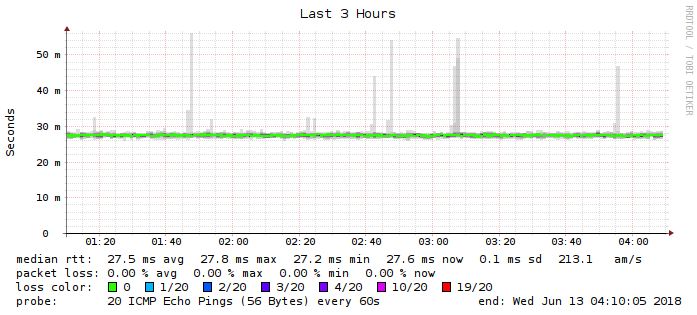 Last 3 Hours
RRDTOOL / TOBI OETIKER
Seconds
50 m
40 m
30 m
20 m
10 m
0
01:20 01:40 02:00 02:20 02:40 03:00 03:20 03:40 04:00
median rtt: 27.5 ms avg 27.8 ms max 27.2 ms min 27.6 ms now 0.1 ms sd 213.1 am/s
packet loss: 0.00 % avg 0.00 % max 0.00 % min 0.00 % now
loss color: 0 1/20 2/20 3/20 4/20 10/20 19/20
probe: 20 ICMP Echo Pings (56 Bytes) every 60s end: Wed Jun 13 04:10:05 2018